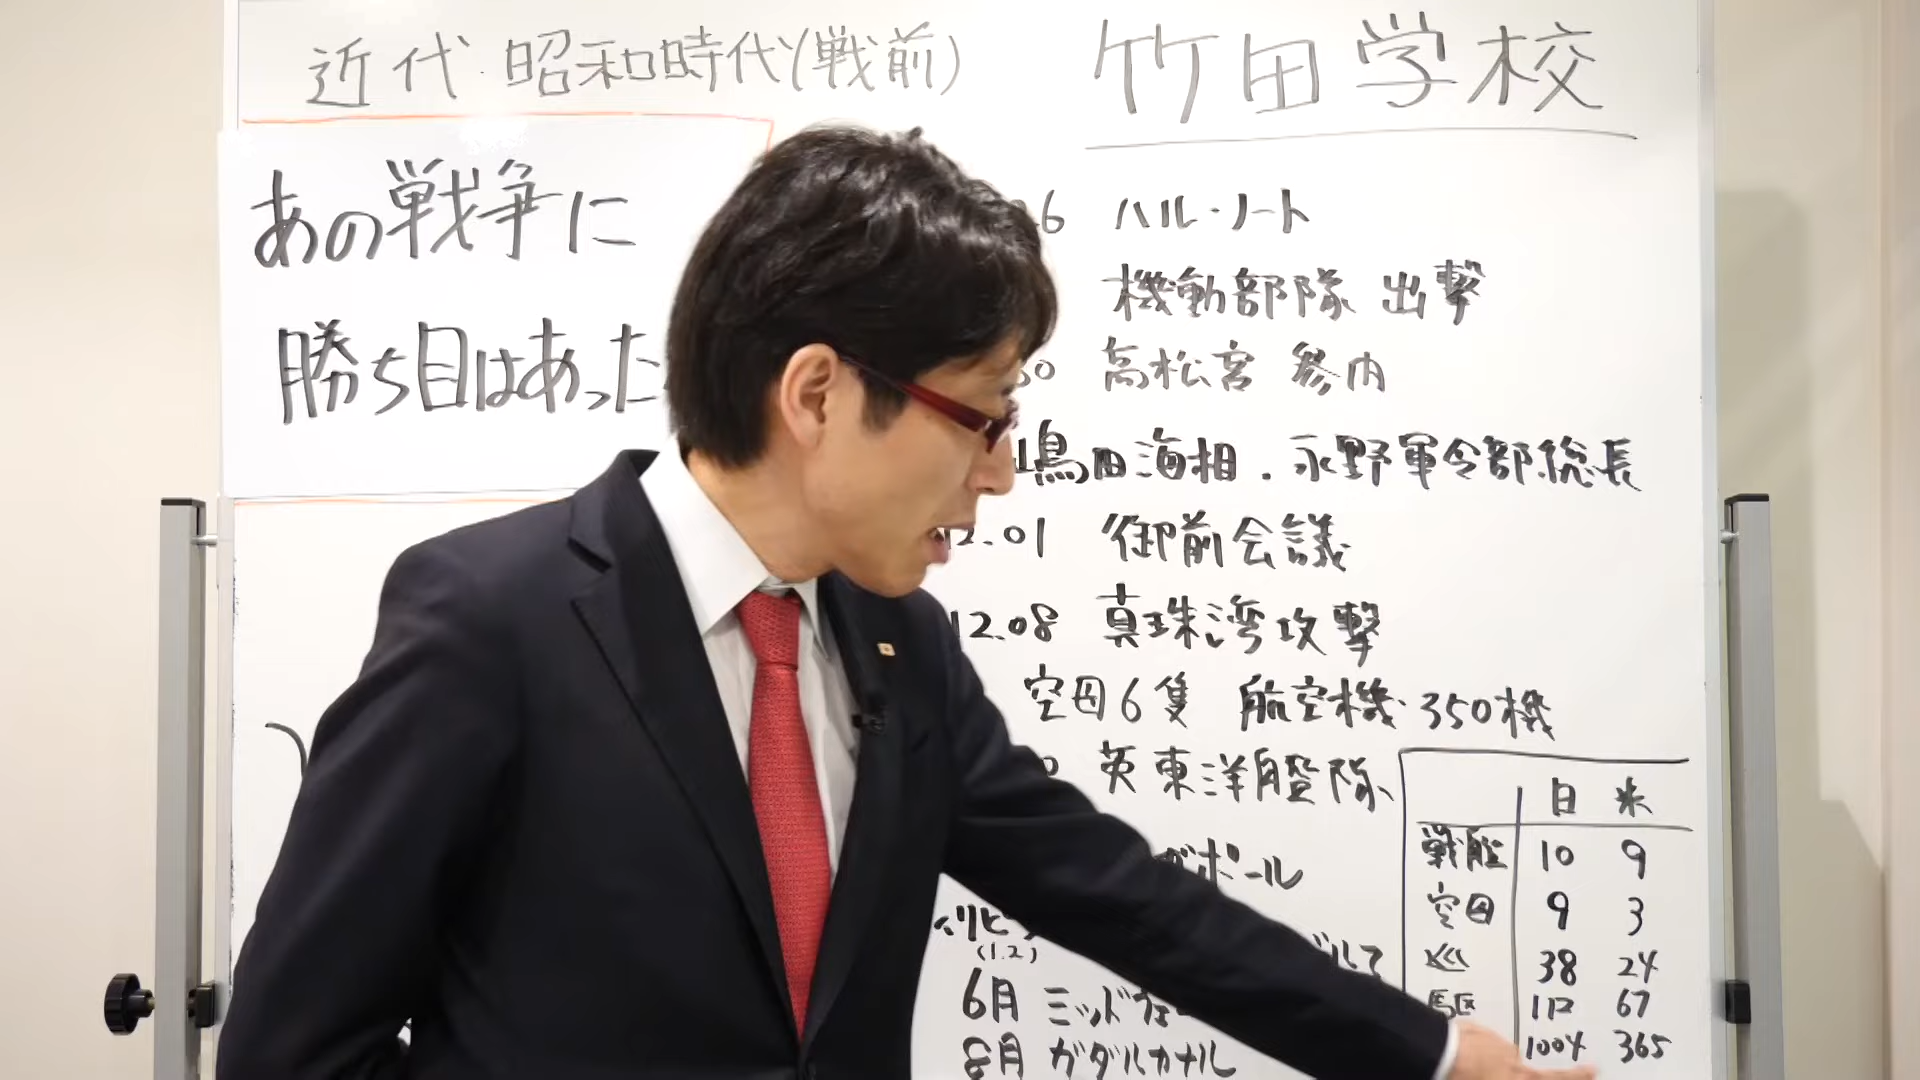 近代 昭和時代(戦前)
竹田学校
あの戦争に
勝ち目はあった
6 ハル・ノート
機動部隊 出撃
30 高松宮 参内
嶋田海相.永野軍令部総長
12.01 御前会議
12.08 真珠湾攻撃
空母6隻 航空機 350機
英東洋艦隊
ガポール
(1.2)
6月 ミッドウェー
8月 ガダルカナル
日 米
戦艦 10 9
空母 9 3
巡 38 24
駆 112 67
1004 365